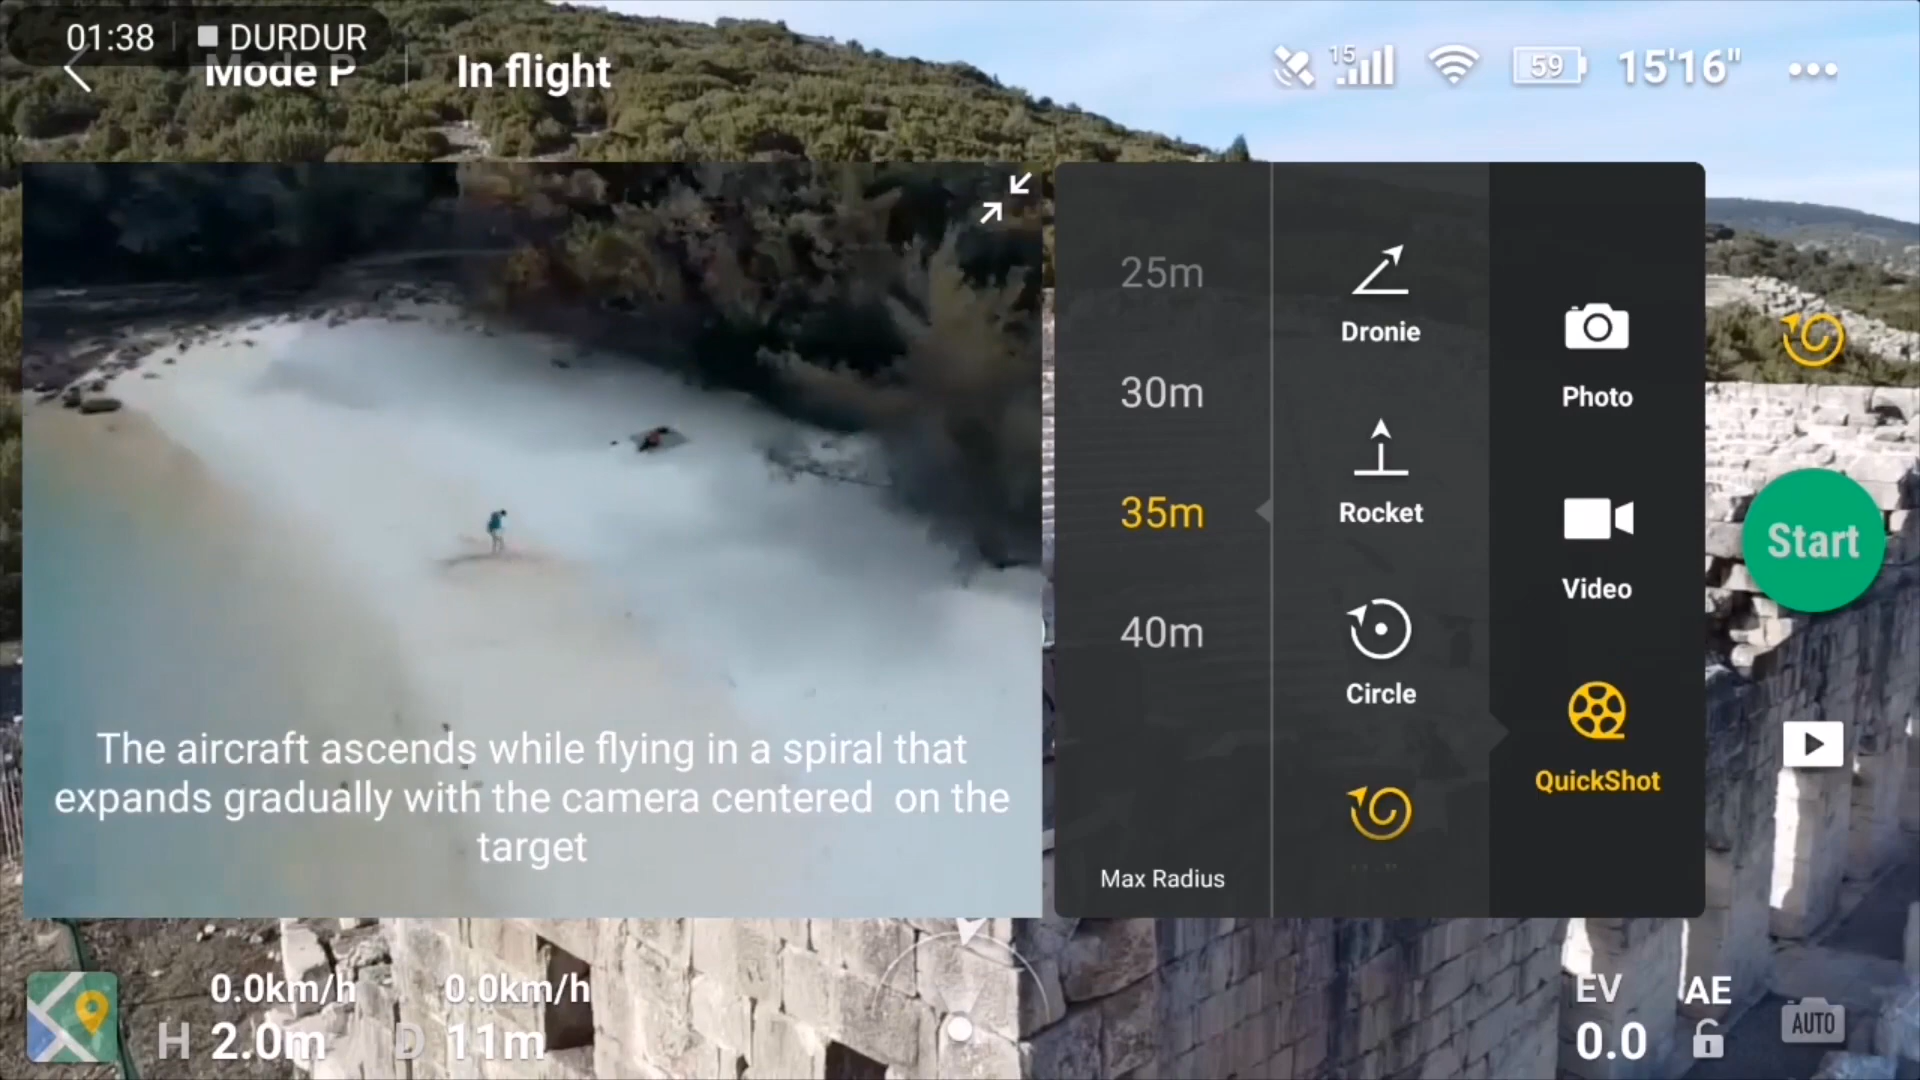 01:38 DURDUR
Mode P In flight
15
59
15'16"
25m
30m
35m
40m
Max Radius
Dronie
Rocket
Circle
Photo
Video
QuickShot
Start
The aircraft ascends while flying in a spiral that
expands gradually with the camera centered on the
target
0.0km/h 0.0km/h
H 2.0m D 11m
EV AE
0.0
AUTO